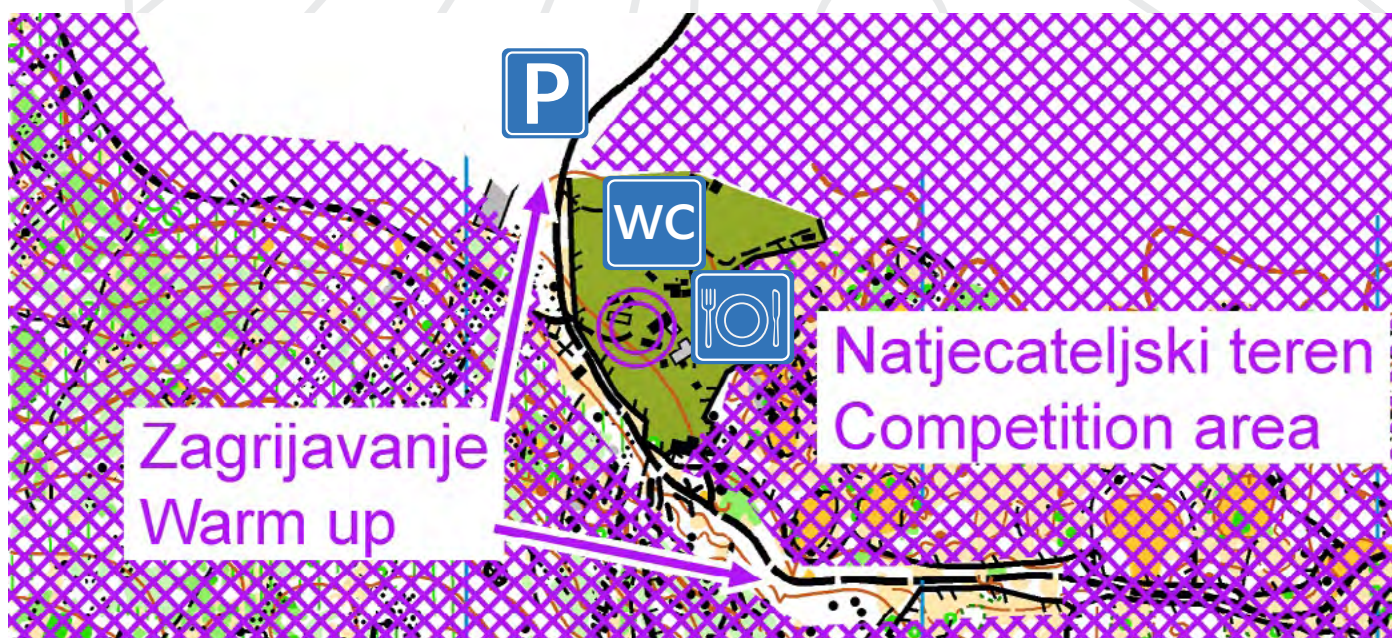 P
WC
Natjecateljski teren
Competition area
Zagrijavanje
Warm up